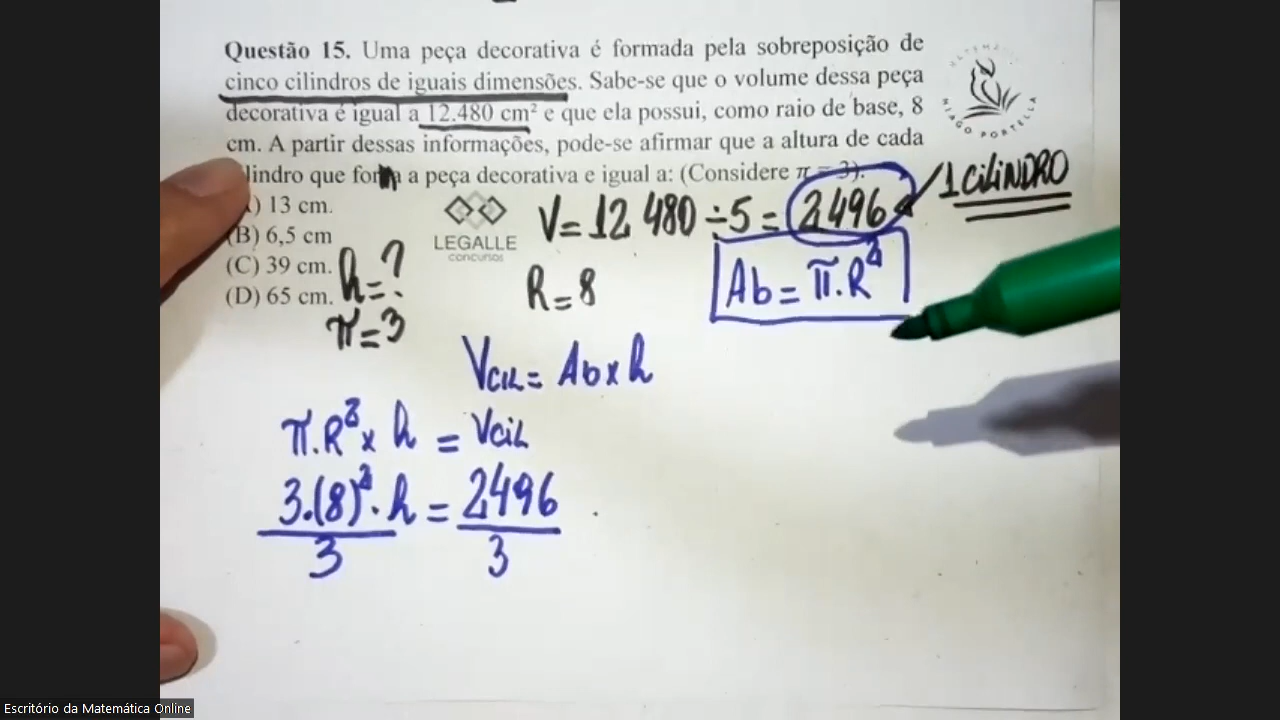 Questão 15. Uma peça decorativa é formada pela sobreposição de
cinco cilindros de iguais dimensões. Sabe-se que o volume dessa peça
decorativa é igual a 12.480 cm² e que ela possui, como raio de base, 8
cm. A partir dessas informações, pode-se afirmar que a altura de cada
lindro que forma a peça decorativa e igual a: (Considere π = 3).
) 13 cm.
(B) 6,5 cm
(C) 39 cm.
(D) 65 cm.
NIAGO PORTELLA
LEGALLE
concursos
V = 12 480 ÷ 5 = 2496
1 CILINDRO
h = ?
π = 3
R = 8
Ab = π.R²
Vcil = Ab x h
π.R² x h = Vcil
3.(8)² . h = 2496
3 3
Escritório da Matemática Online